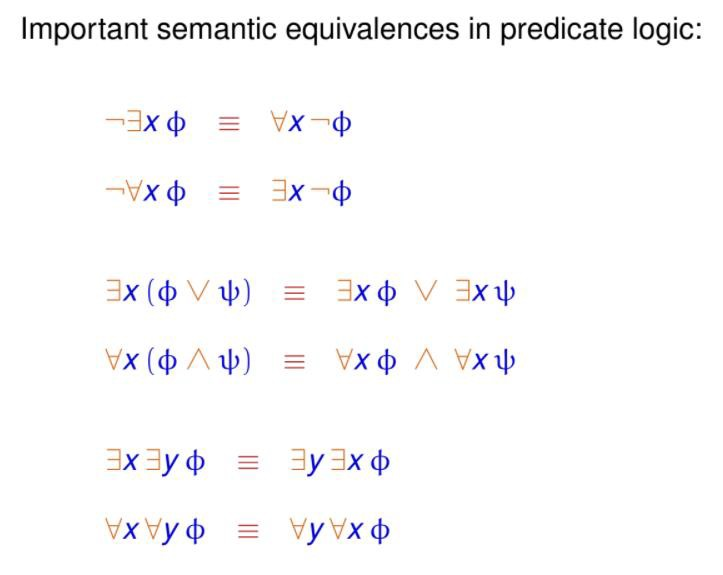 Important semantic equivalences in predicate logic:
¬∃x ϕ ≡ ∀x ¬ϕ
¬∀x ϕ ≡ ∃x ¬ϕ
∃x (ϕ ∨ ψ) ≡ ∃x ϕ ∨ ∃x ψ
∀x (ϕ ∧ ψ) ≡ ∀x ϕ ∧ ∀x ψ
∃x ∃y ϕ ≡ ∃y ∃x ϕ
∀x ∀y ϕ ≡ ∀y ∀x ϕ